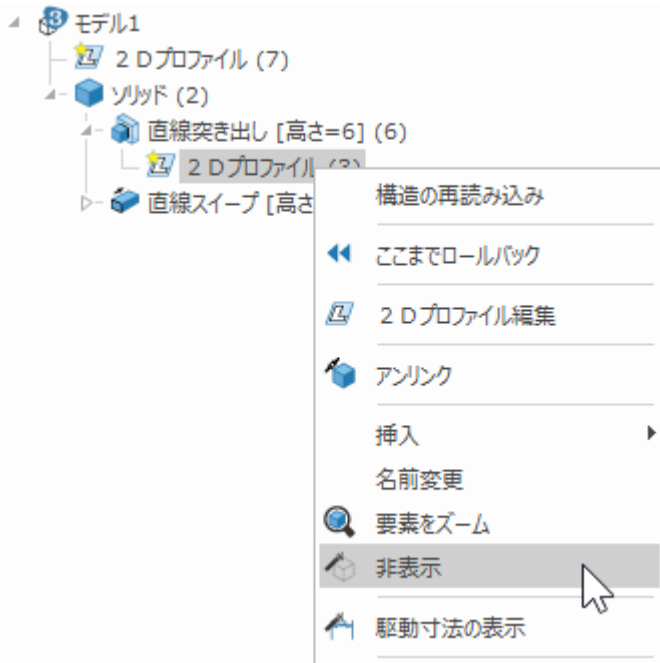 モデル1
２Dプロファイル (7)
ソリッド (2)
直線突き出し [高さ=6] (6)
２Dプロファイル (3)
直線スイープ [高さ
構造の再読み込み
ここまでロールバック
２Dプロファイル編集
アンリンク
挿入
名前変更
要素をズーム
非表示
駆動寸法の表示